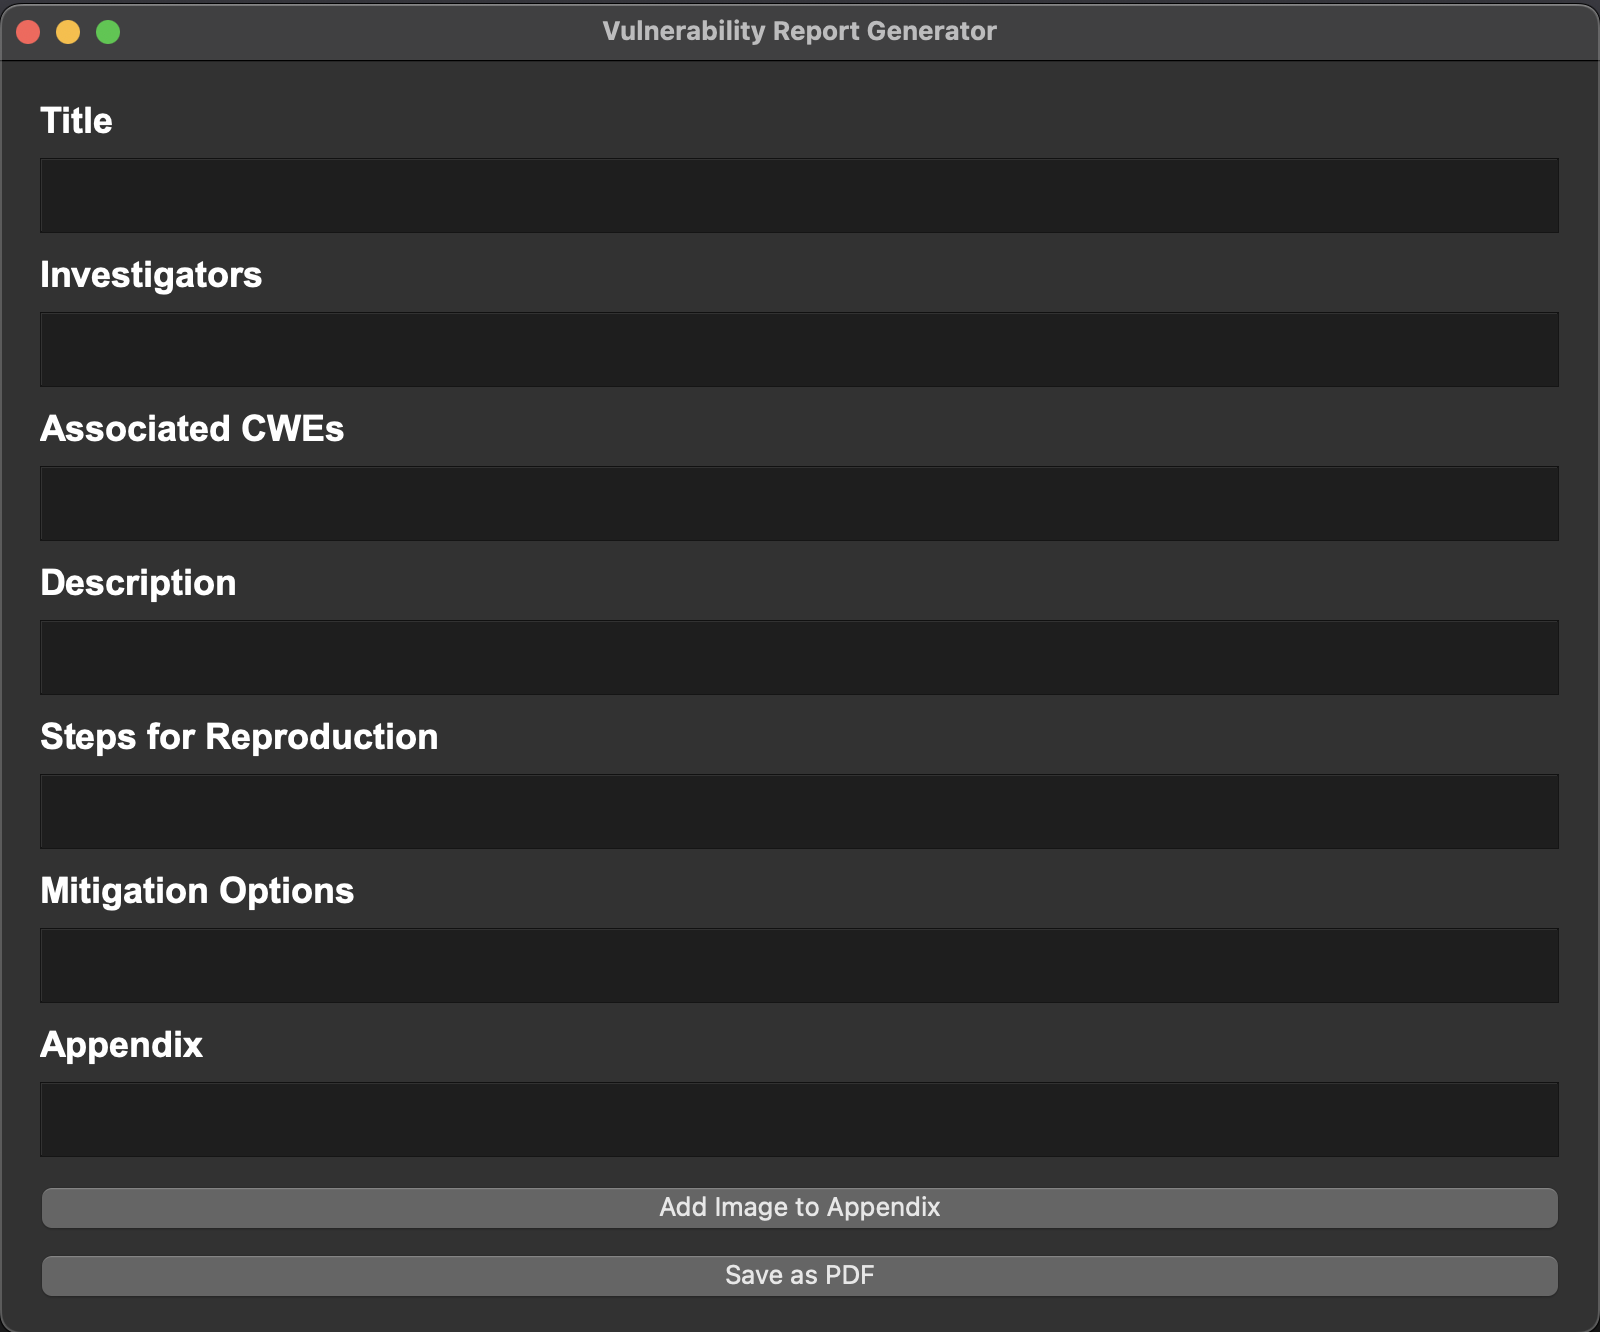 Vulnerability Report Generator
Title
Investigators
Associated CWEs
Description
Steps for Reproduction
Mitigation Options
Appendix
Add Image to Appendix
Save as PDF